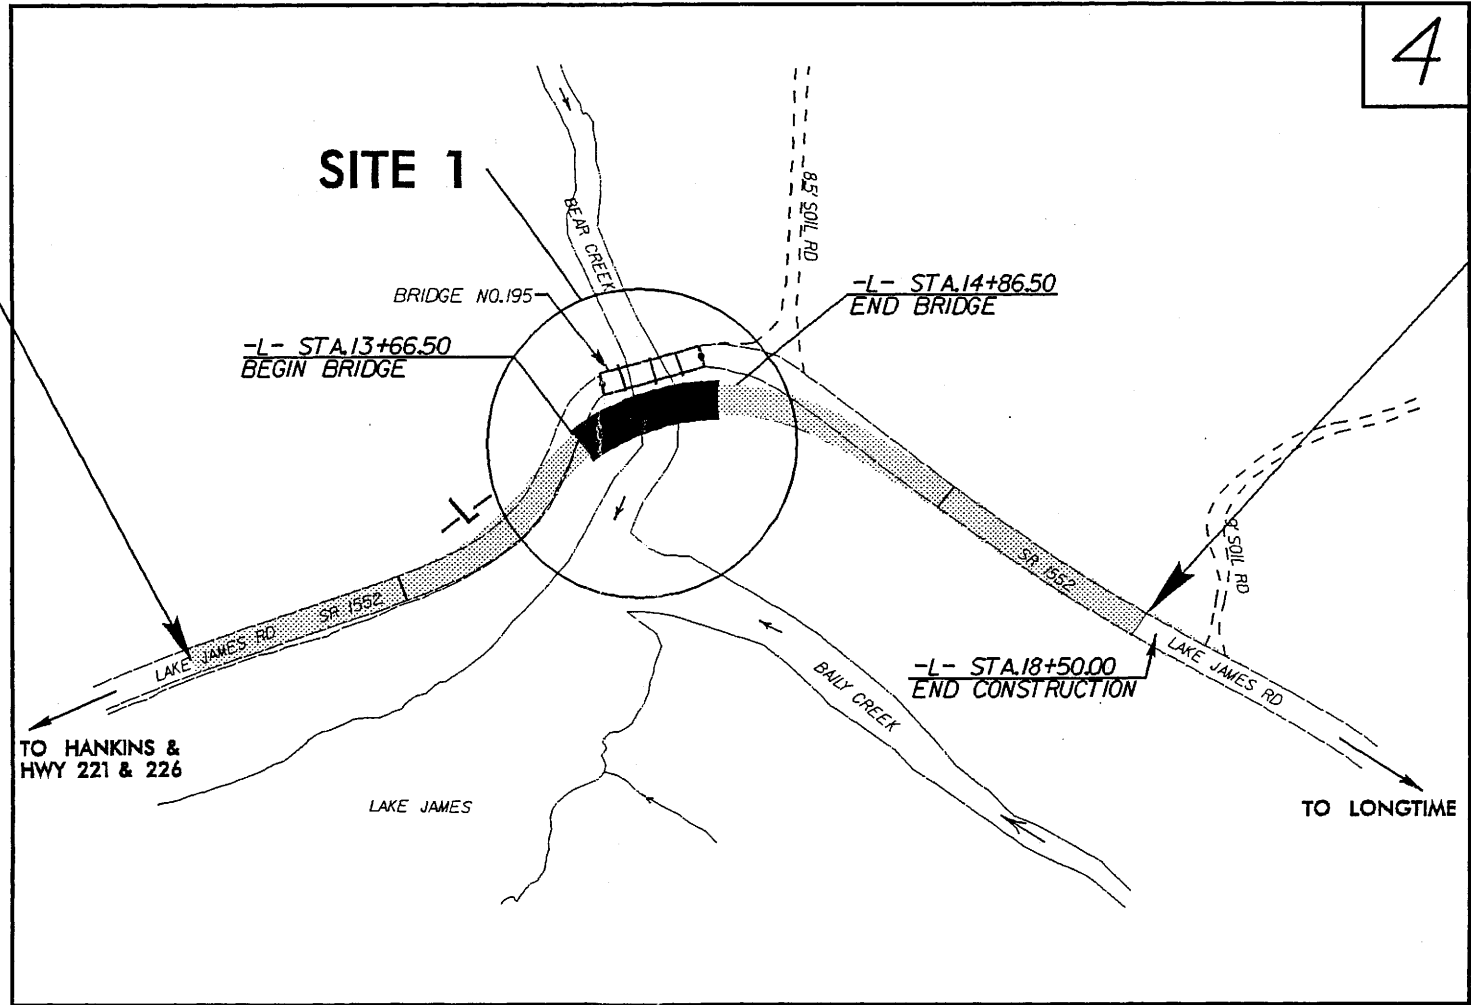 4
SITE 1
BEAR CREEK
8.5' SOIL RD
BRIDGE NO.195
-L- STA.14+86.50
END BRIDGE
-L- STA.13+66.50
BEGIN BRIDGE
-L-
9' SOIL RD
SR 1552
SR 1552
LAKE JAMES RD
LAKE JAMES RD
-L- STA.18+50.00
END CONSTRUCTION
BAILY CREEK
TO HANKINS &
HWY 221 & 226
LAKE JAMES
TO LONGTIME